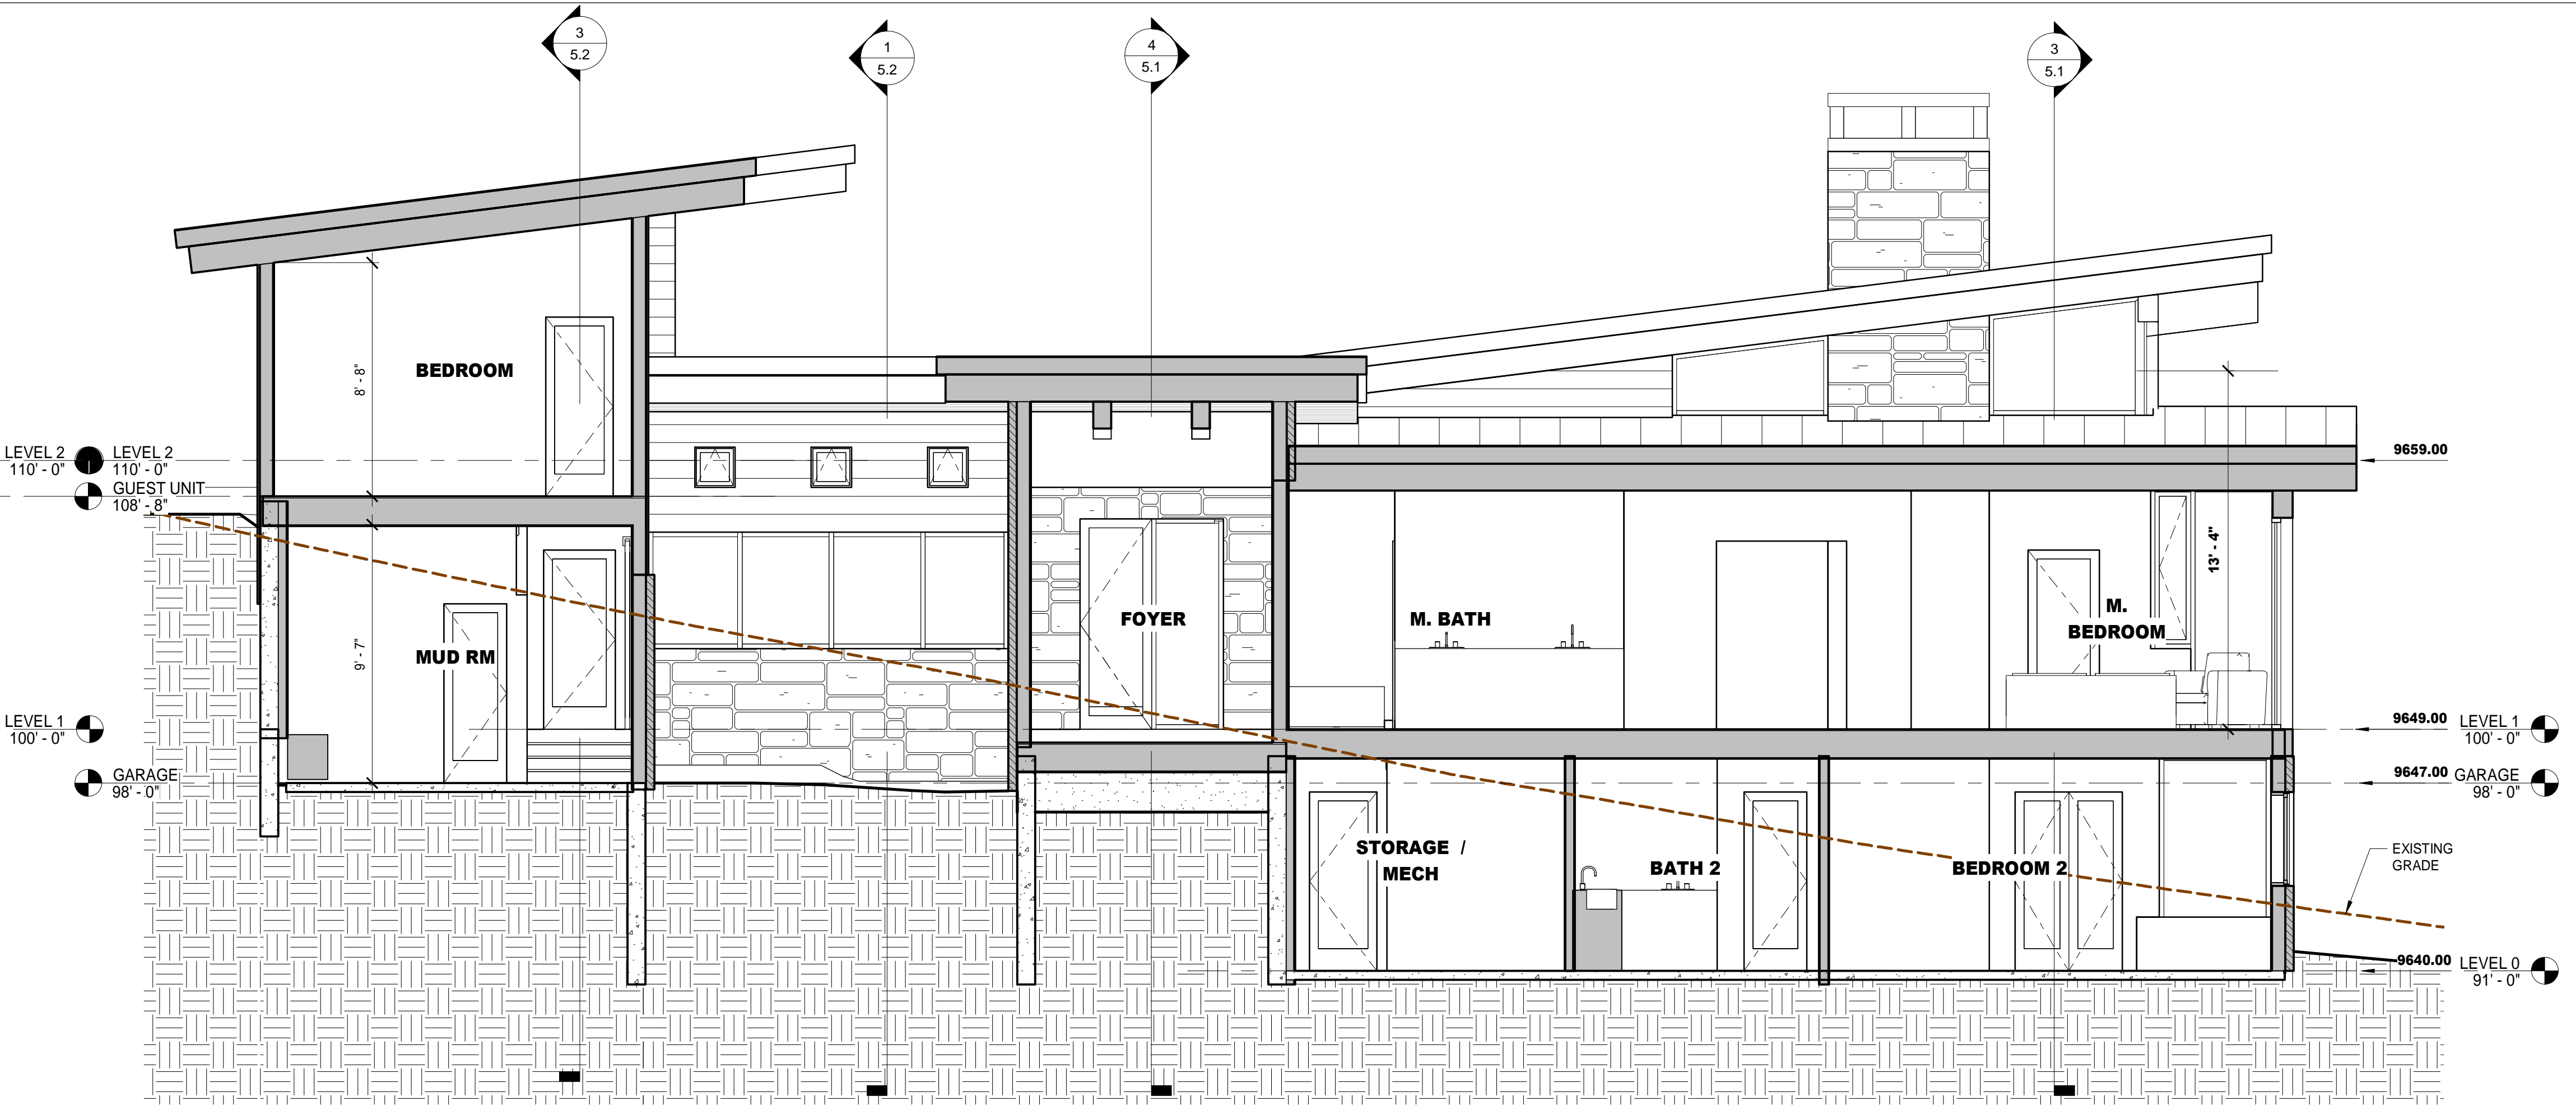 3
5.2
1
5.2
4
5.1
3
5.1
BEDROOM
8' - 8"
LEVEL 2
110' - 0"
LEVEL 2
110' - 0"
GUEST UNIT
108' - 8"
9659.00
13' - 4"
FOYER
M. BATH
M.
BEDROOM
MUD RM
9' - 7"
LEVEL 1
100' - 0"
9649.00
LEVEL 1
100' - 0"
GARAGE
98' - 0"
9647.00
GARAGE
98' - 0"
STORAGE /
MECH
BATH 2
BEDROOM 2
EXISTING
GRADE
9640.00
LEVEL 0
91' - 0"